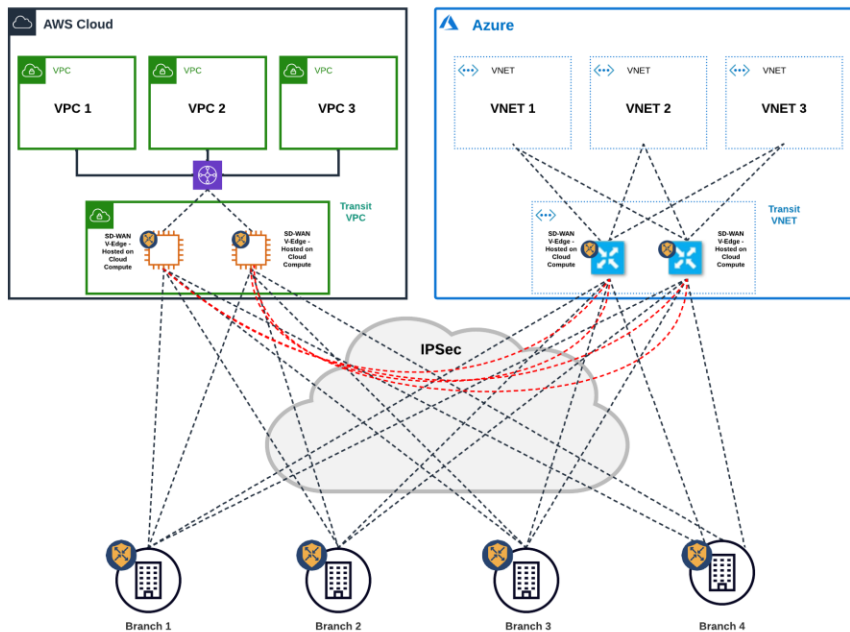 AWS Cloud
Azure
VPC
VPC
VPC
VPC 1
VPC 2
VPC 3
VNET
VNET
VNET
VNET 1
VNET 2
VNET 3
Transit
VPC
Transit
VNET
SD-WAN
V-Edge -
Hosted on
Cloud
Compute
SD-WAN
V-Edge -
Hosted on
Cloud
Compute
SD-WAN
V-Edge -
Hosted on
Cloud
Compute
SD-WAN
V-Edge -
Hosted on
Cloud
Compute
IPSec
Branch 1
Branch 2
Branch 3
Branch 4